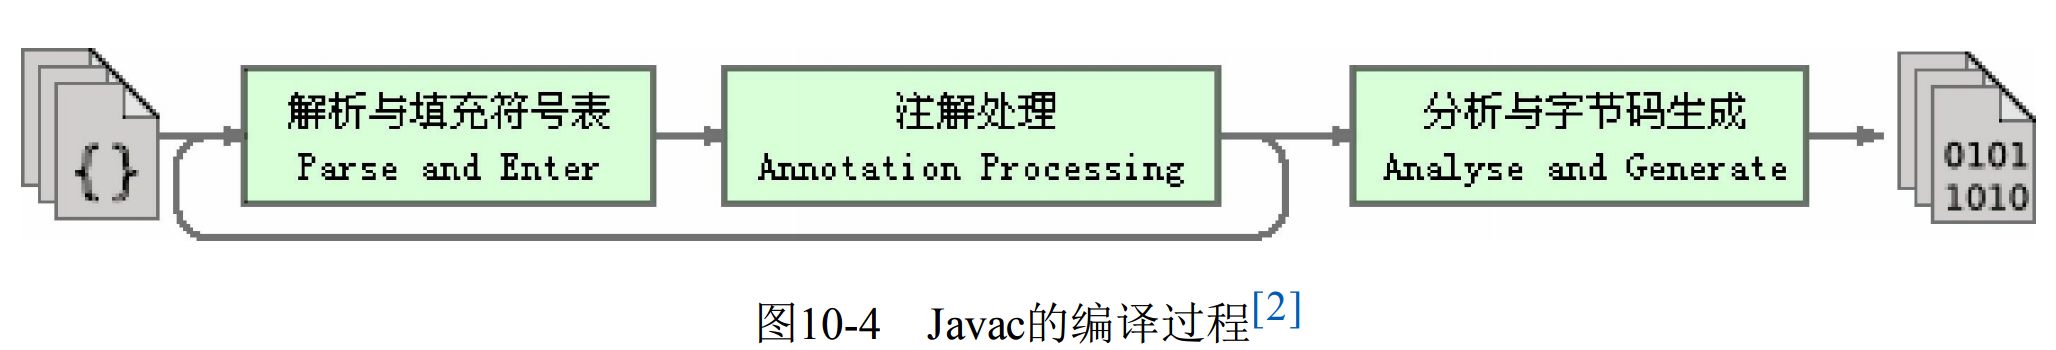 { }
解析与填充符号表
Parse and Enter
注解处理
Annotation Processing
分析与字节码生成
Analyse and Generate
0101
1010
图10-4 Javac的编译过程[2]